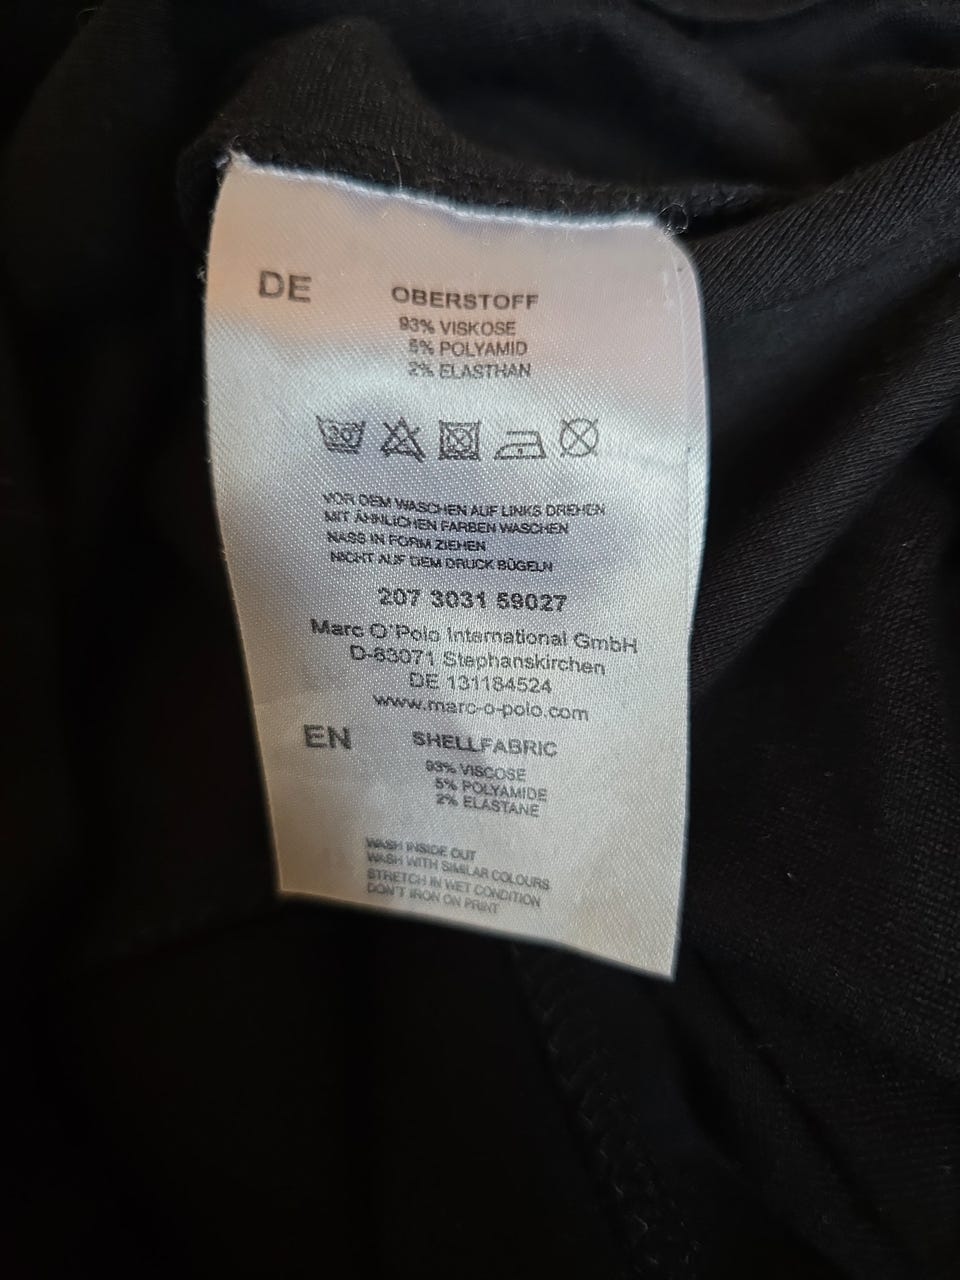 DE
OBERSTOFF
93% VISKOSE
5% POLYAMID
2% ELASTHAN
30
VOR DEM WASCHEN AUF LINKS DREHEN
MIT ÄHNLICHEN FARBEN WASCHEN
NASS IN FORM ZIEHEN
NICHT AUF DEM DRUCK BÜGELN
207 3031 59027
Marc O'Polo International GmbH
D-83071 Stephanskirchen
DE 131184524
www.marc-o-polo.com
EN
SHELLFABRIC
93% VISCOSE
5% POLYAMIDE
2% ELASTANE
WASH INSIDE OUT
WASH WITH SIMILAR COLOURS
STRETCH IN WET CONDITION
DON'T IRON ON PRINT